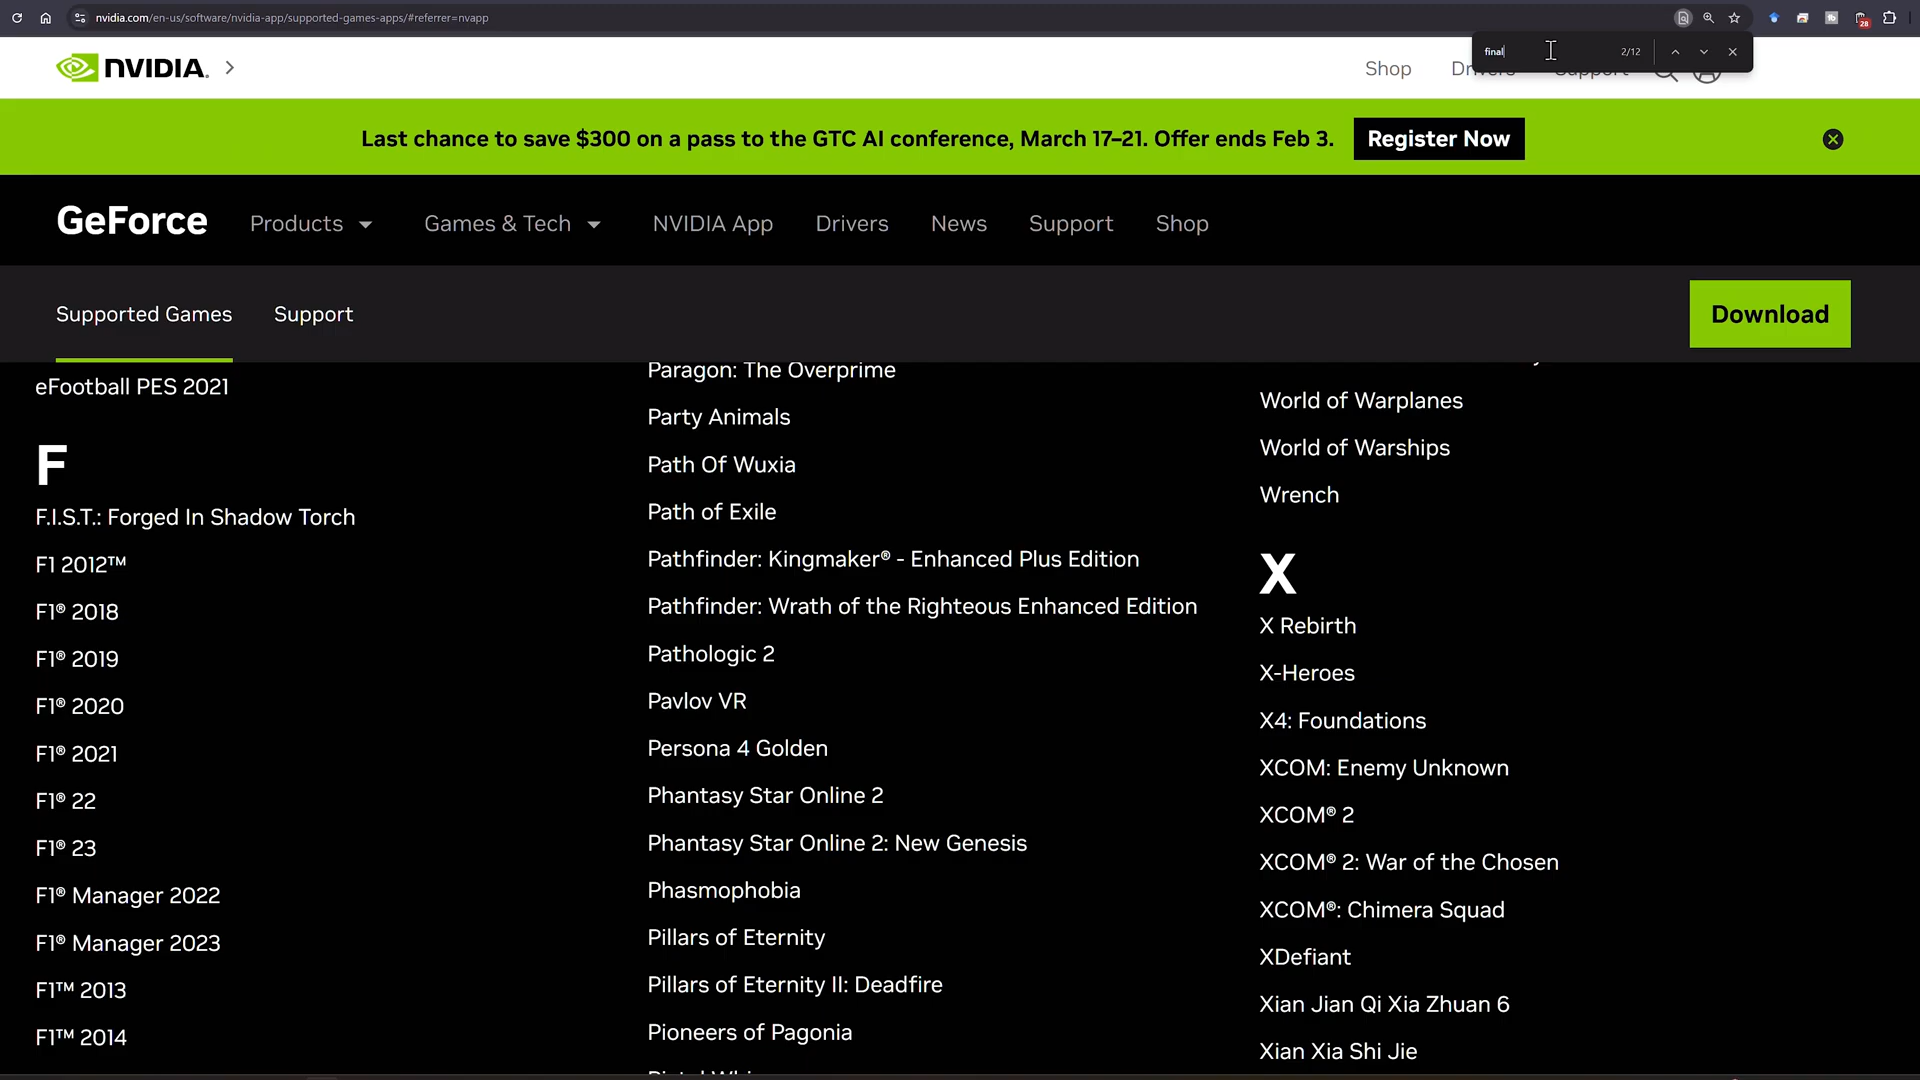 nvidia.com/en-us/software/nvidia-app/supported-games-apps/#referrer=nvapp
28
final
2/12
NVIDIA.
Shop
Last chance to save $300 on a pass to the GTC AI conference, March 17–21. Offer ends Feb 3.
Register Now
GeForce
Products
Games & Tech
NVIDIA App
Drivers
News
Support
Shop
Supported Games
Support
Download
eFootball PES 2021
F
F.I.S.T.: Forged In Shadow Torch
F1 2012™
F1® 2018
F1® 2019
F1® 2020
F1® 2021
F1® 22
F1® 23
F1® Manager 2022
F1® Manager 2023
F1™ 2013
F1™ 2014
Paragon: The Overprime
Party Animals
Path Of Wuxia
Path of Exile
Pathfinder: Kingmaker® - Enhanced Plus Edition
Pathfinder: Wrath of the Righteous Enhanced Edition
Pathologic 2
Pavlov VR
Persona 4 Golden
Phantasy Star Online 2
Phantasy Star Online 2: New Genesis
Phasmophobia
Pillars of Eternity
Pillars of Eternity II: Deadfire
Pioneers of Pagonia
World of Warplanes
World of Warships
Wrench
X
X Rebirth
X-Heroes
X4: Foundations
XCOM: Enemy Unknown
XCOM® 2
XCOM® 2: War of the Chosen
XCOM®: Chimera Squad
XDefiant
Xian Jian Qi Xia Zhuan 6
Xian Xia Shi Jie